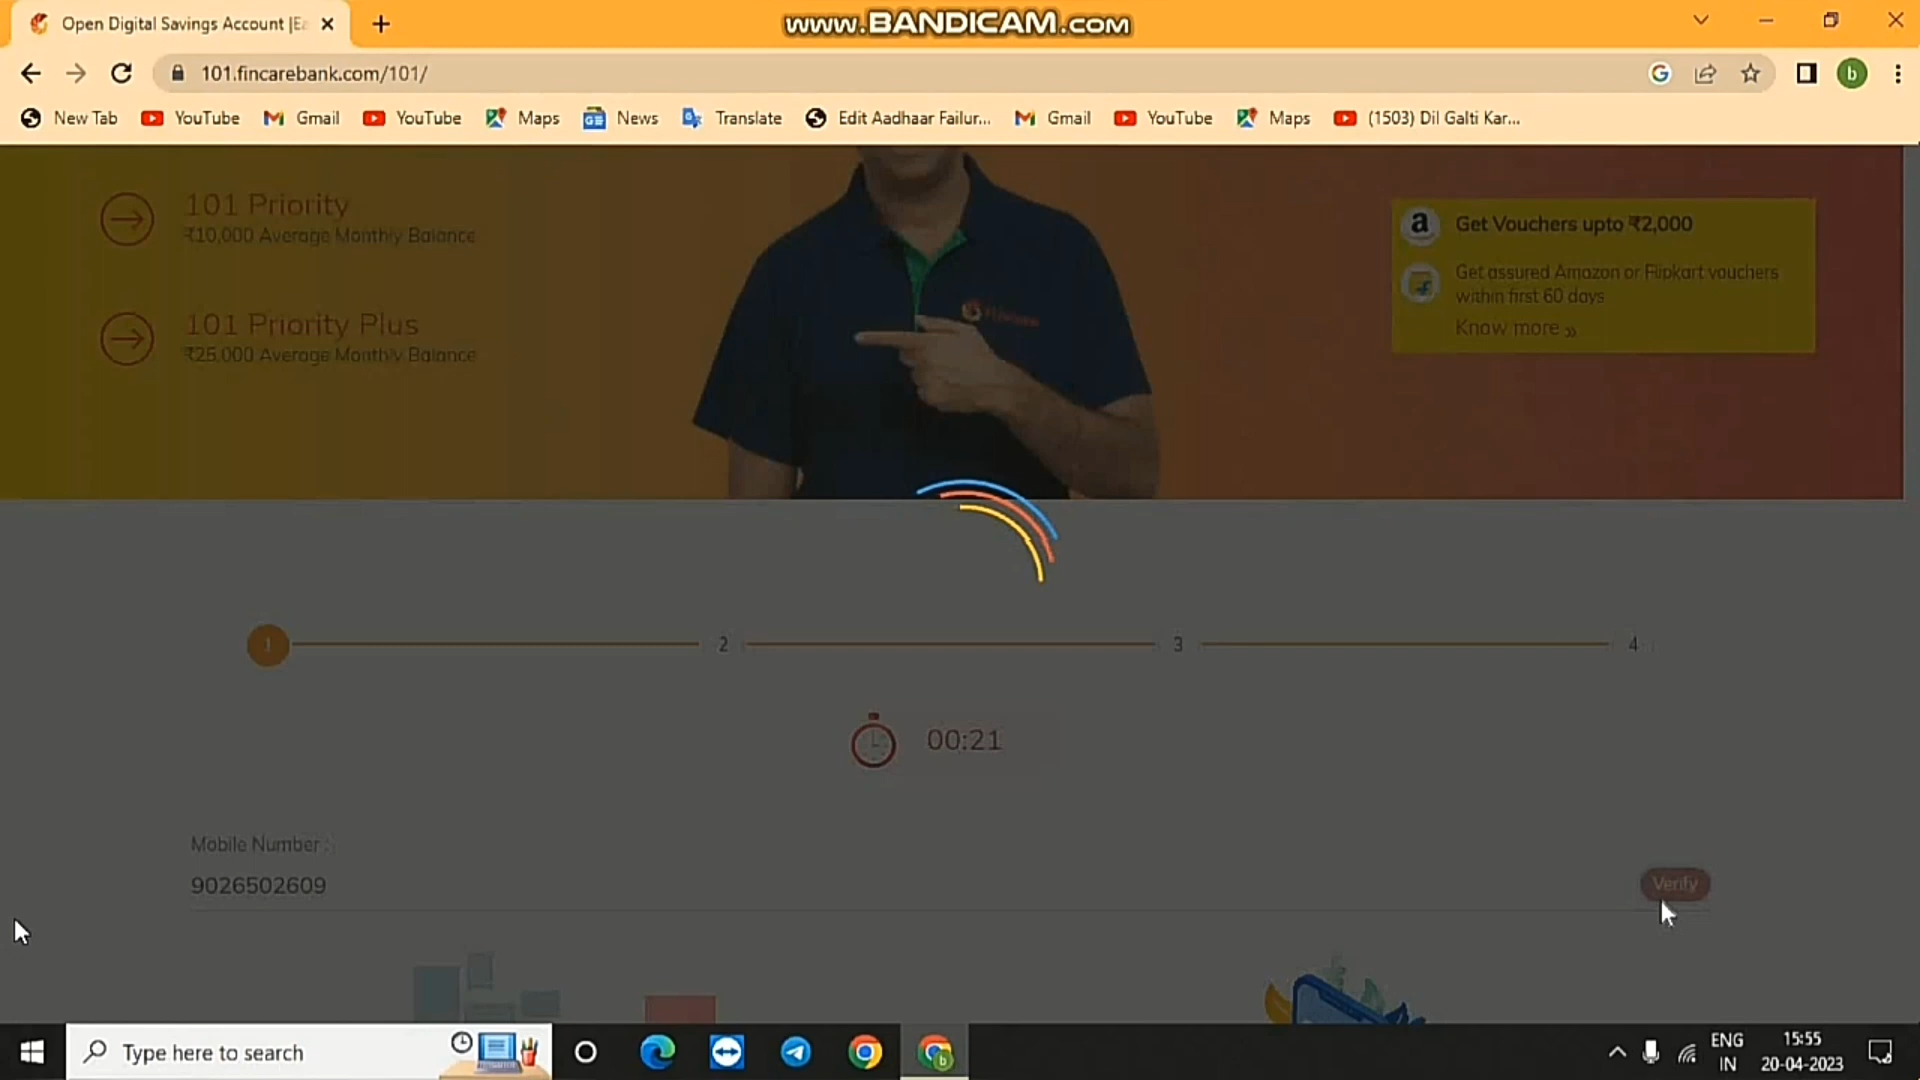 Open Digital Savings Account |Ea
www.BANDICAM.com
101.fincarebank.com/101/
b
New Tab
YouTube
Gmail
YouTube
Maps
News
Translate
Edit Aadhaar Failur...
Gmail
YouTube
Maps
(1503) Dil Galti Kar...
101 Priority
₹10,000 Average Monthly Balance
101 Priority Plus
₹25,000 Average Monthly Balance
a
Get Vouchers upto ₹2,000
Get assured Amazon or Flipkart vouchers
within first 60 days
Know more »
1
2
3
4
00:21
Mobile Number :
9026502609
Verify
Type here to search
ENG
IN
15:55
20-04-2023